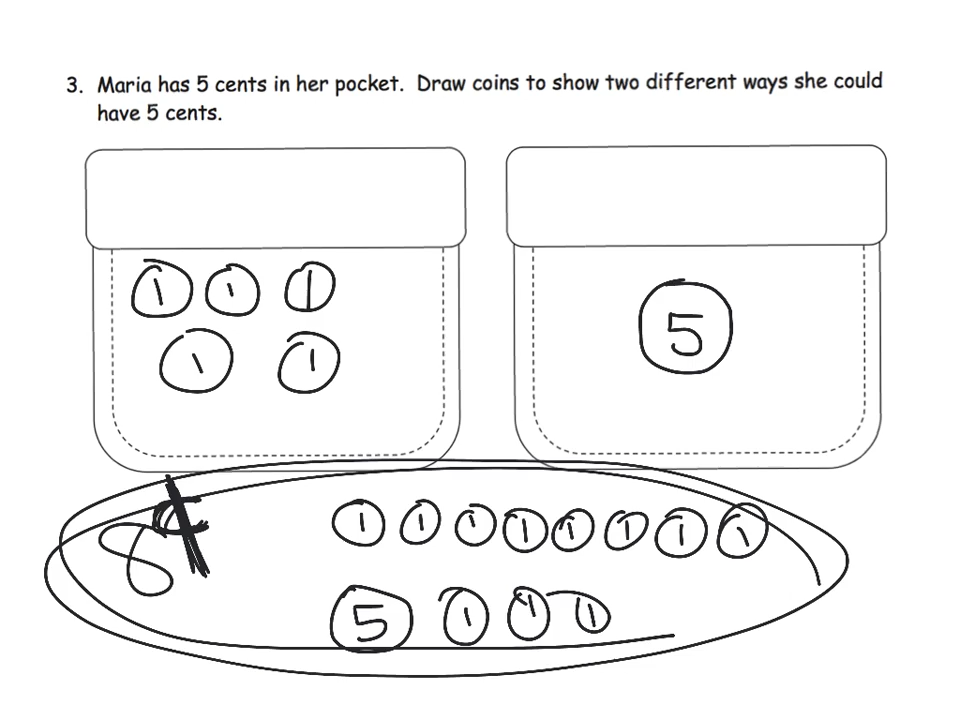 3. Maria has 5 cents in her pocket. Draw coins to show two different ways she could
have 5 cents.
1 1 1
1 1
5
8¢ 1 1 1 1 1 1 1 1
5 1 1 1